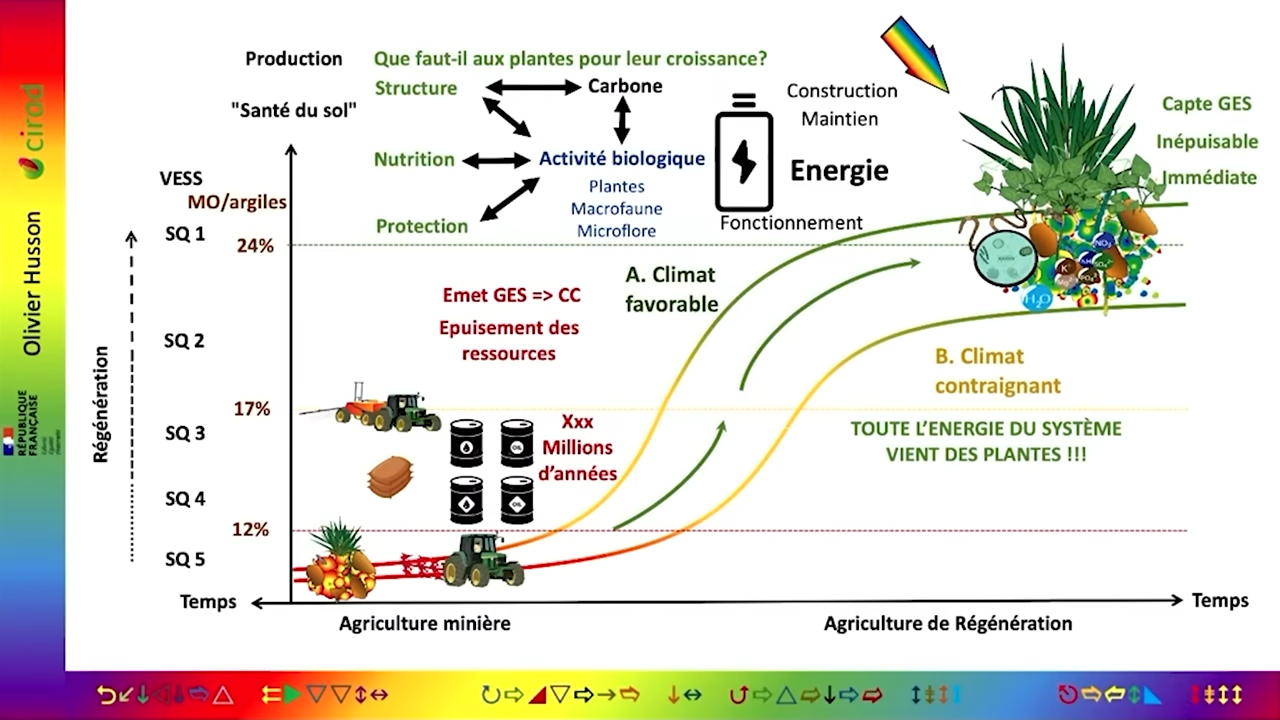 Production
Que faut-il aux plantes pour leur croissance?
Structure
Carbone
"Santé du sol"
Nutrition
Activité biologique
Plantes
Macrofaune
Microflore
Protection
Construction
Maintien
Energie
Fonctionnement
Capte GES
Inépuisable
Immédiate
VESS
MO/argiles
SQ 1
24%
SQ 2
17%
SQ 3
SQ 4
12%
SQ 5
Régénération
Emet GES => CC
Epuisement des
ressources
Xxx
Millions
d'années
OIL
OIL
A. Climat
favorable
B. Climat
contraignant
TOUTE L'ENERGIE DU SYSTÈME
VIENT DES PLANTES !!!
NO₃
K⁺
H₂O
Temps
Temps
Agriculture minière
Agriculture de Régénération
cirad
Olivier Husson
RÉPUBLIQUE
FRANÇAISE